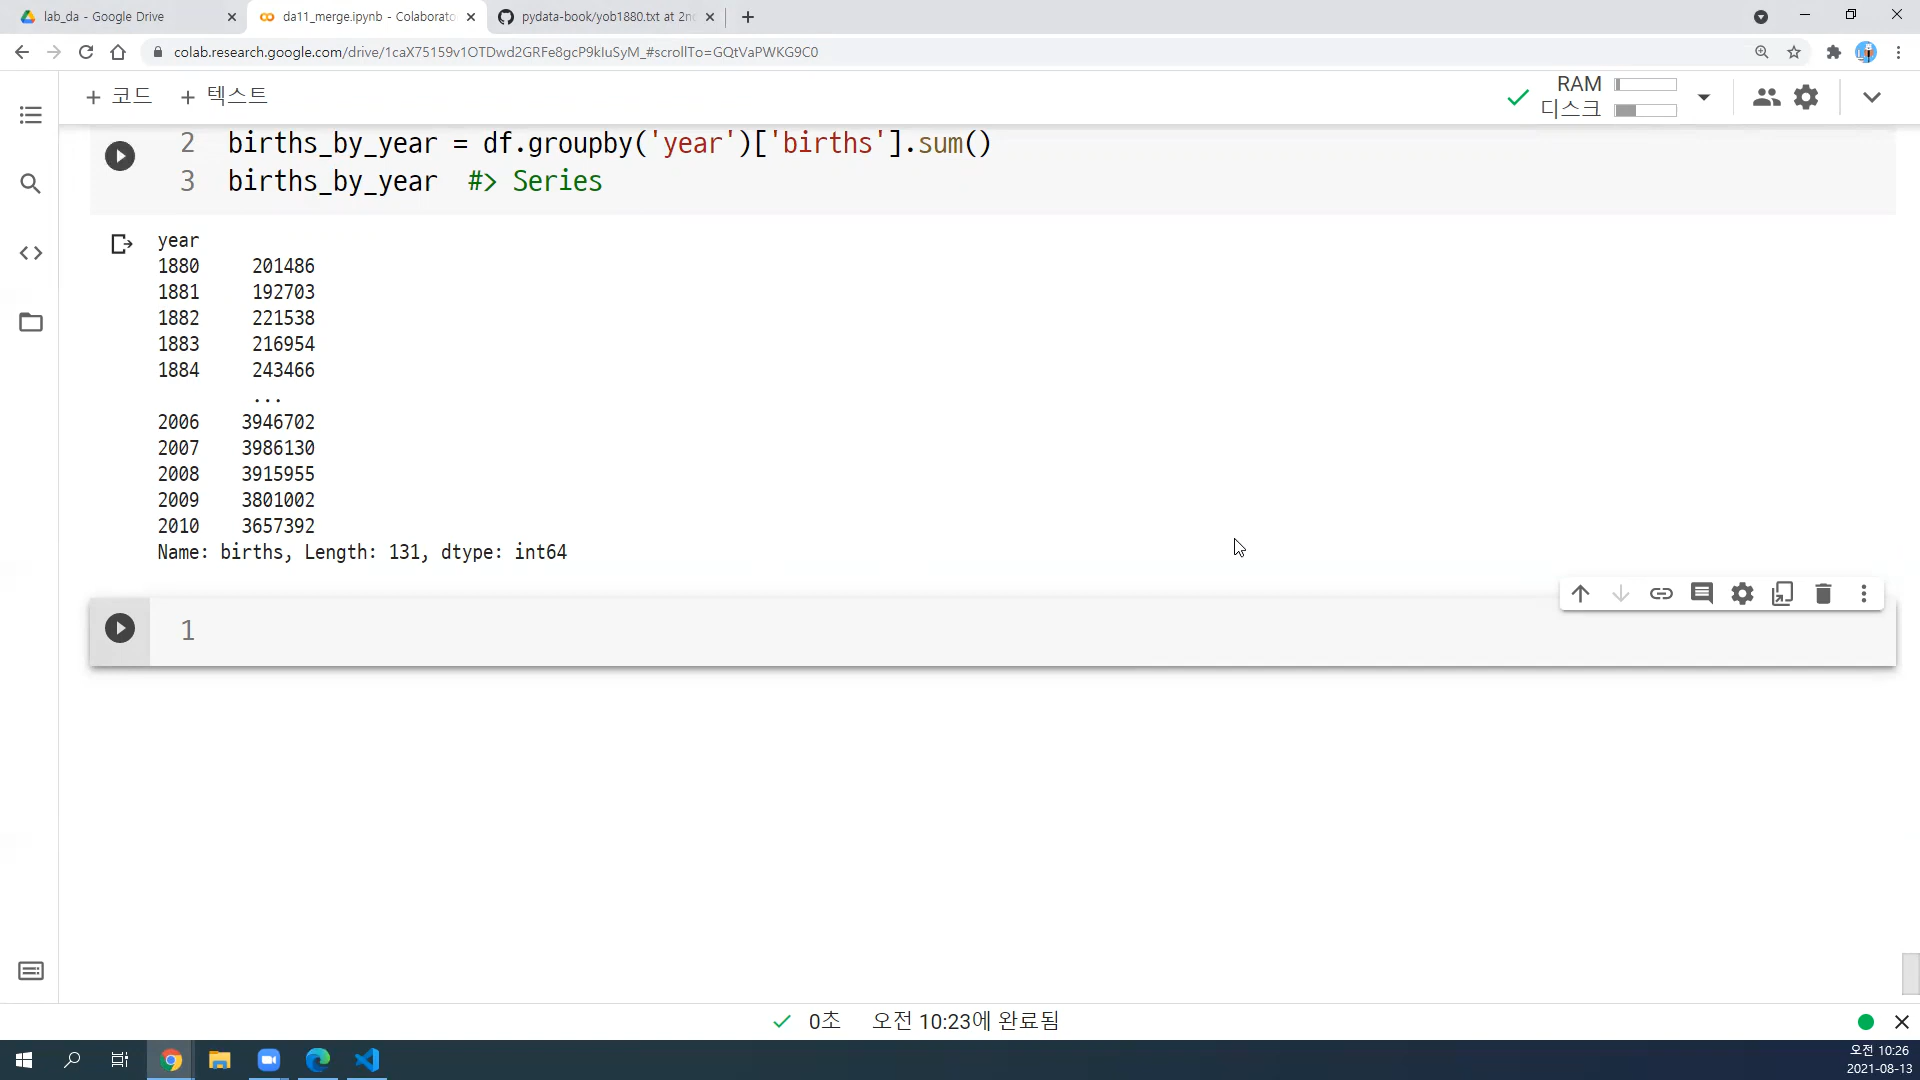 lab_da - Google Drive
da11_merge.ipynb - Colaborato
pydata-book/yob1880.txt at 2n
colab.research.google.com/drive/1caX75159v1OTDwd2GRFe8gcP9kIuSyM_#scrollTo=GQtVaPWKG9C0
+ 코드
+ 텍스트
RAM
디스크
2 births_by_year = df.groupby('year')['births'].sum()
3 births_by_year #> Series
year
1880 201486
1881 192703
1882 221538
1883 216954
1884 243466
...
2006 3946702
2007 3986130
2008 3915955
2009 3801002
2010 3657392
Name: births, Length: 131, dtype: int64
1
0초 오전 10:23에 완료됨
오전 10:26
2021-08-13